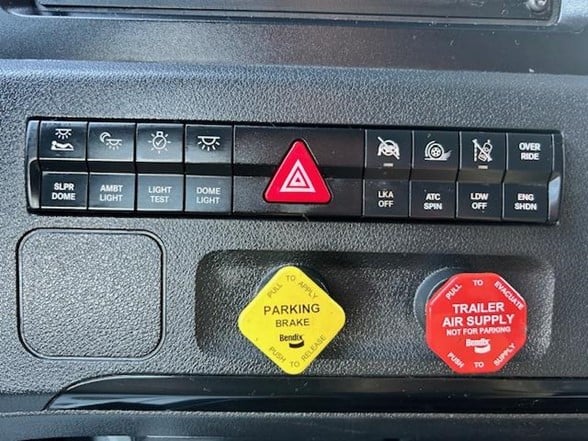 OVER
RIDE
SLPR
DOME
AMBT
LIGHT
LIGHT
TEST
DOME
LIGHT
LKA
OFF
ATC
SPIN
LDW
OFF
ENG
SHDN
PULL TO APPLY
PARKING
BRAKE
Bendix
PUSH TO RELEASE
PULL TO EVACUATE
TRAILER
AIR SUPPLY
NOT FOR PARKING
Bendix
PUSH TO SUPPLY